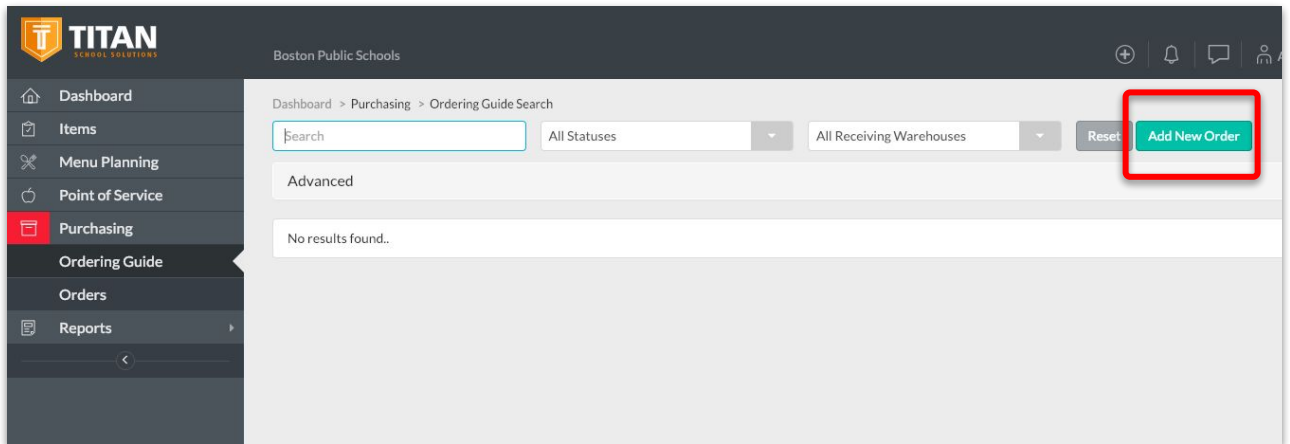 TITAN
SCHOOL SOLUTIONS
Boston Public Schools
Dashboard
Items
Menu Planning
Point of Service
Purchasing
Ordering Guide
Orders
Reports
Dashboard > Purchasing > Ordering Guide Search
Search All Statuses All Receiving Warehouses Reset Add New Order
Advanced
No results found..